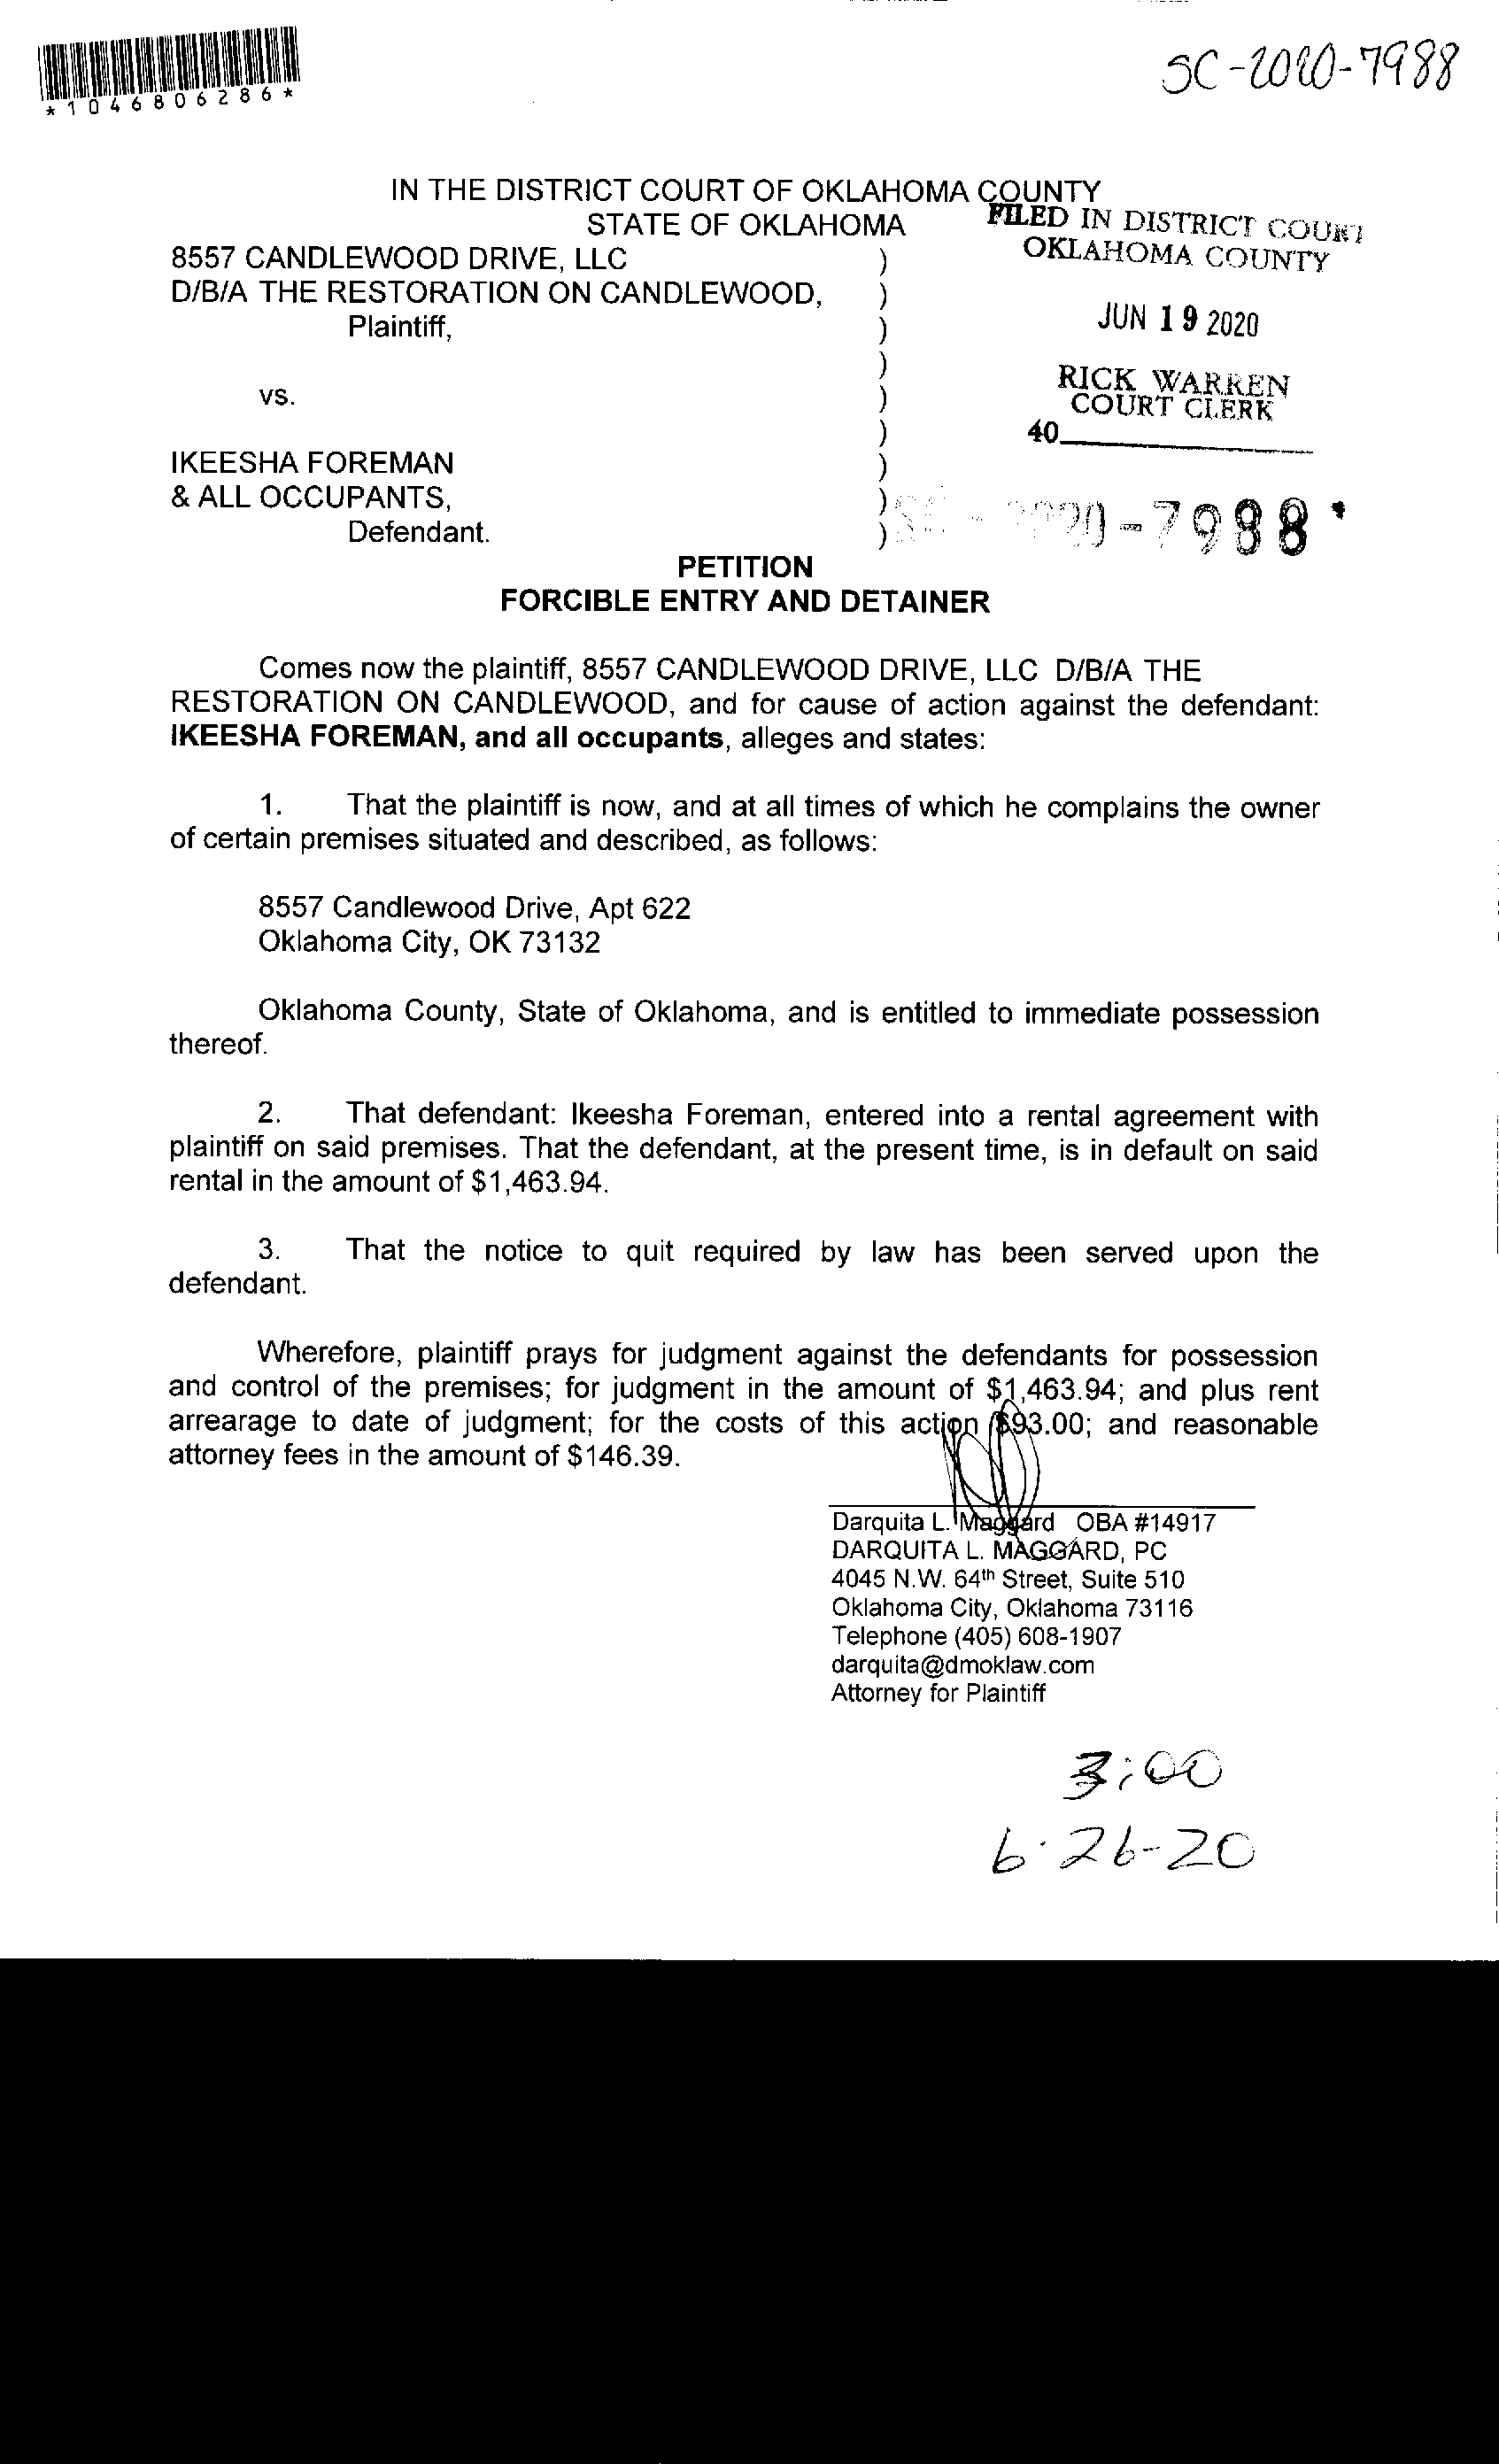 *1046806286*
SC-2020-7988
IN THE DISTRICT COURT OF OKLAHOMA COUNTY
STATE OF OKLAHOMA
FILED IN DISTRICT COURT
OKLAHOMA COUNTY
JUN 19 2020
RICK WARREN
COURT CLERK
40
8557 CANDLEWOOD DRIVE, LLC )
D/B/A THE RESTORATION ON CANDLEWOOD, )
Plaintiff, )
)
vs. )
)
IKEESHA FOREMAN )
& ALL OCCUPANTS, )
Defendant. )
SC - 2020-7988
PETITION
FORCIBLE ENTRY AND DETAINER
Comes now the plaintiff, 8557 CANDLEWOOD DRIVE, LLC D/B/A THE
RESTORATION ON CANDLEWOOD, and for cause of action against the defendant:
IKEESHA FOREMAN, and all occupants, alleges and states:
1. That the plaintiff is now, and at all times of which he complains the owner
of certain premises situated and described, as follows:
8557 Candlewood Drive, Apt 622
Oklahoma City, OK 73132
Oklahoma County, State of Oklahoma, and is entitled to immediate possession
thereof.
2. That defendant: Ikeesha Foreman, entered into a rental agreement with
plaintiff on said premises. That the defendant, at the present time, is in default on said
rental in the amount of $1,463.94.
3. That the notice to quit required by law has been served upon the
defendant.
Wherefore, plaintiff prays for judgment against the defendants for possession
and control of the premises; for judgment in the amount of $1,463.94; and plus rent
arrearage to date of judgment; for the costs of this action $93.00; and reasonable
attorney fees in the amount of $146.39.
Darquita L. Maggard OBA #14917
DARQUITA L. MAGGARD, PC
4045 N.W. 64th Street, Suite 510
Oklahoma City, Oklahoma 73116
Telephone (405) 608-1907
darquita@dmoklaw.com
Attorney for Plaintiff
3:00
6-26-20